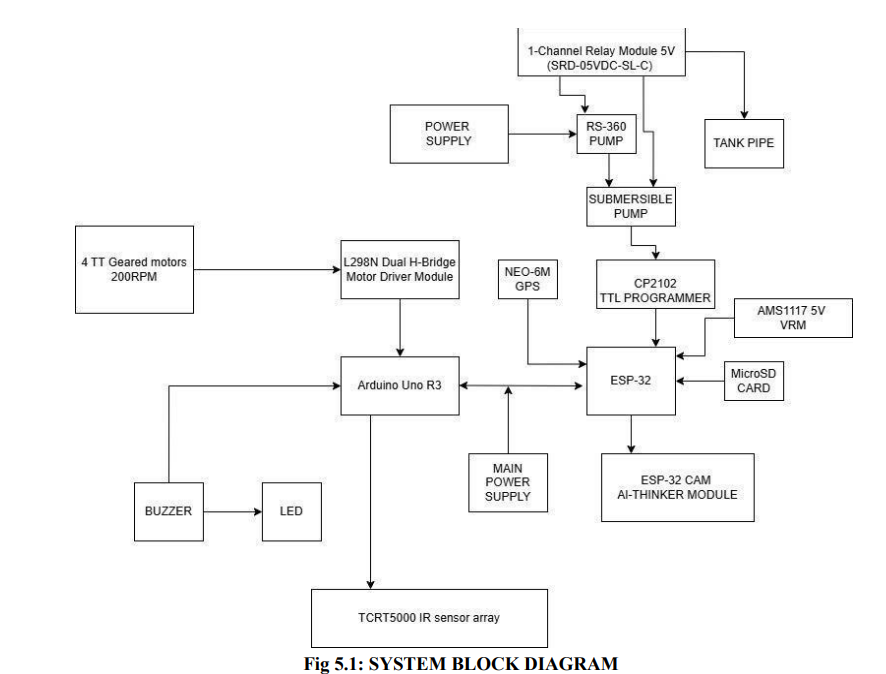 1-Channel Relay Module 5V
(SRD-05VDC-SL-C)
POWER
SUPPLY
RS-360
PUMP
TANK PIPE
SUBMERSIBLE
PUMP
4 TT Geared motors
200RPM
L298N Dual H-Bridge
Motor Driver Module
NEO-6M
GPS
CP2102
TTL PROGRAMMER
AMS1117 5V
VRM
Arduino Uno R3
ESP-32
MicroSD
CARD
MAIN
POWER
SUPPLY
ESP-32 CAM
AI-THINKER MODULE
BUZZER
LED
TCRT5000 IR sensor array
Fig 5.1: SYSTEM BLOCK DIAGRAM